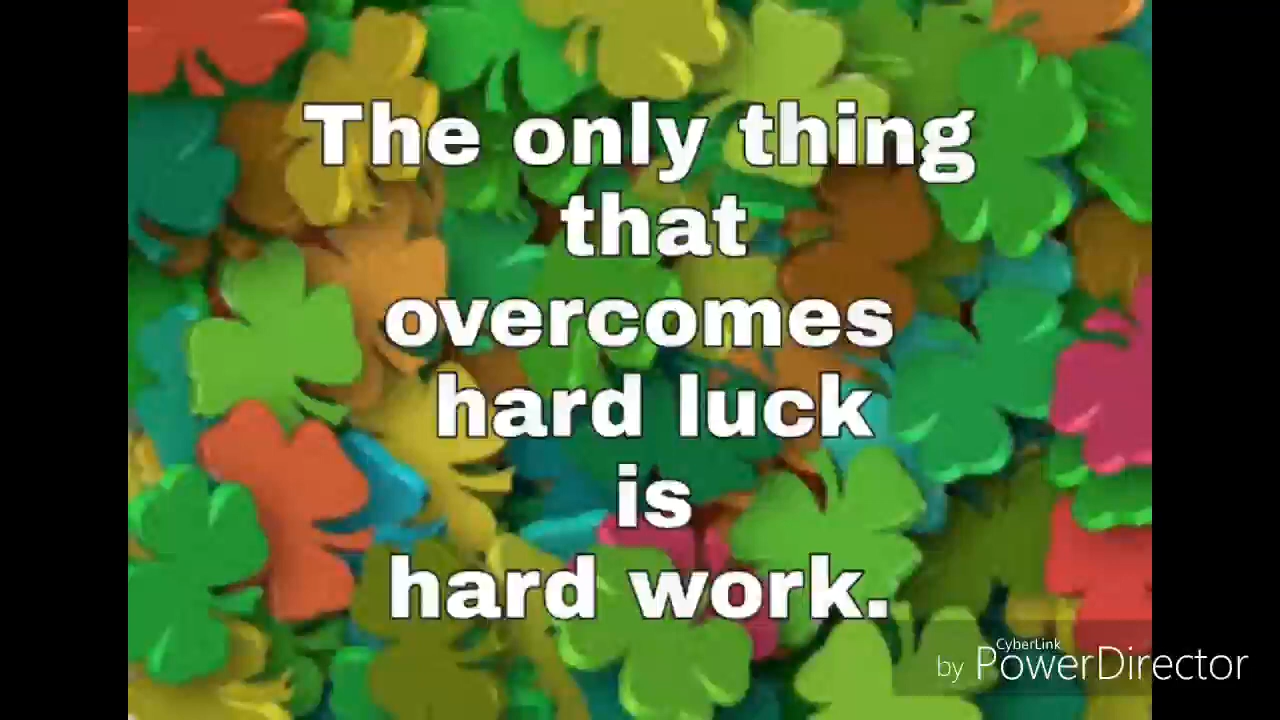 The only thing
that
overcomes
hard luck
is
hard work.
CyberLink
by PowerDirector